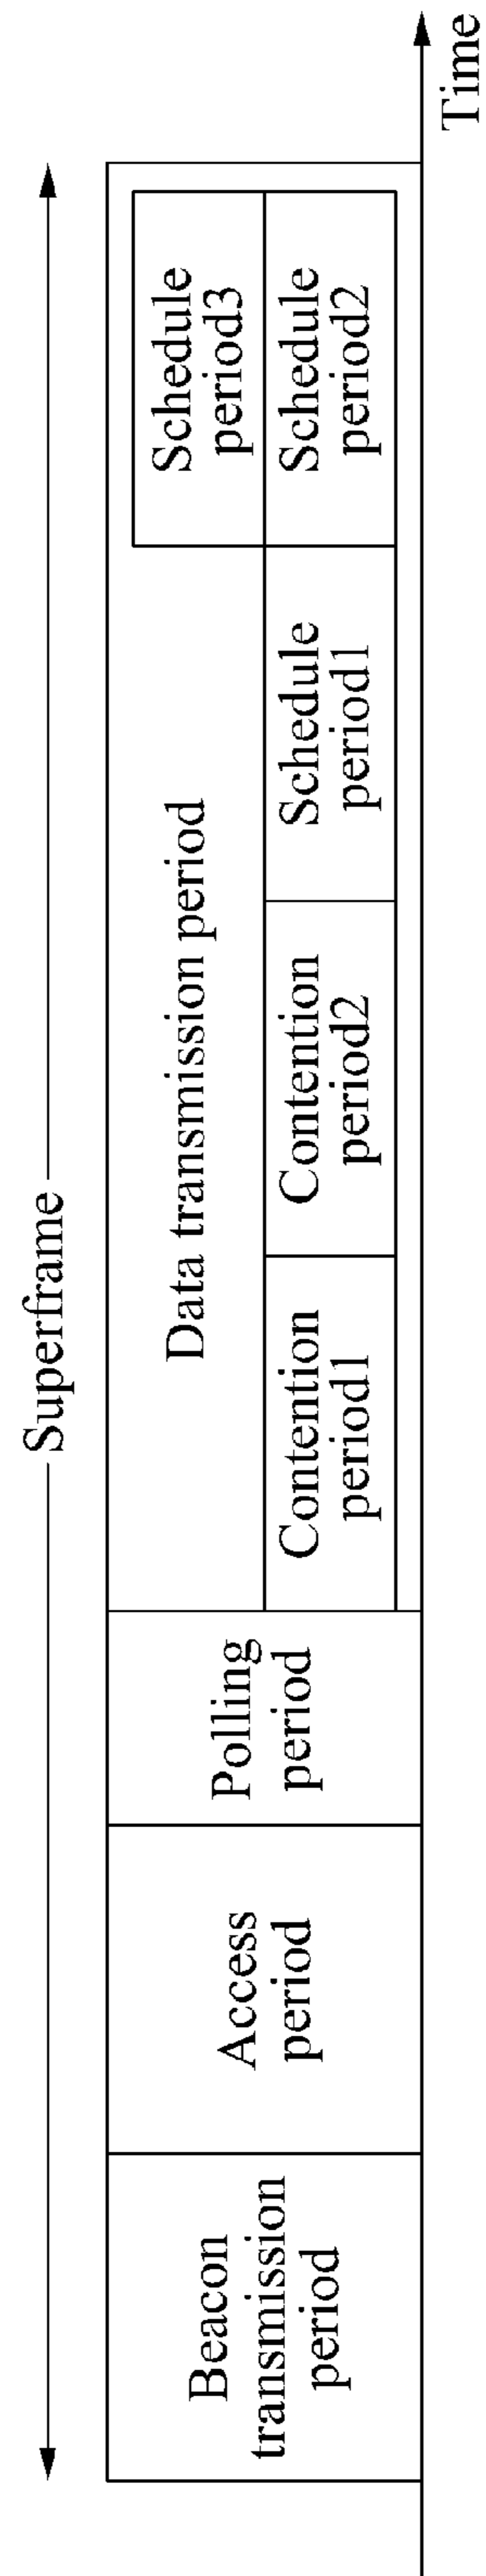 Superframe
Beacon
transmission
period
Access
period
Polling
period
Data transmission period
Contention
period1
Contention
period2
Schedule
period1
Schedule
period3
Schedule
period2
Time